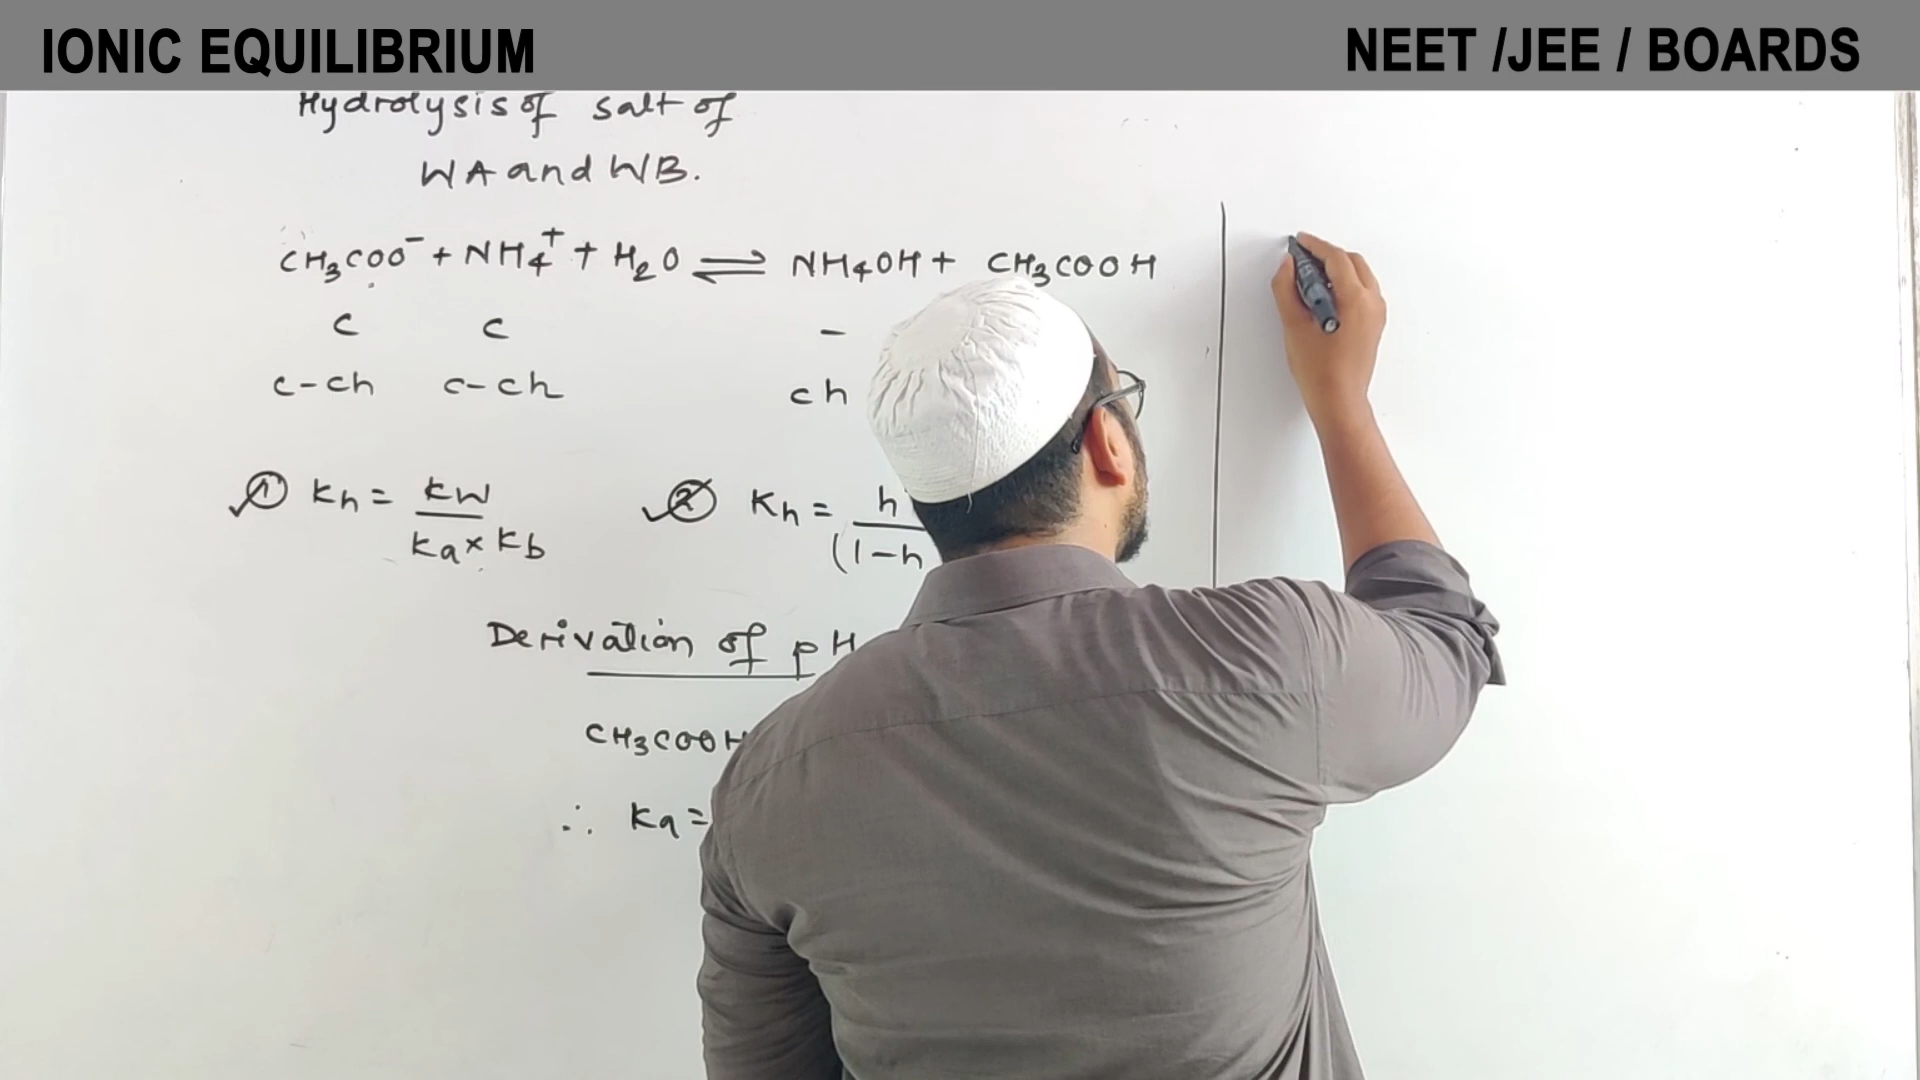 IONIC EQUILIBRIUM
NEET /JEE / BOARDS
Hydrolysis of salt of
WA and WB.
CH₃COO⁻ + NH₄⁺ + H₂O ⇌ NH₄OH + CH₃COOH
c c -
c-ch c-ch ch
① Kh = Kw / Ka × Kb
② Kh = h / (1-h
Derivation of pH
CH₃COOH
∴ Ka =